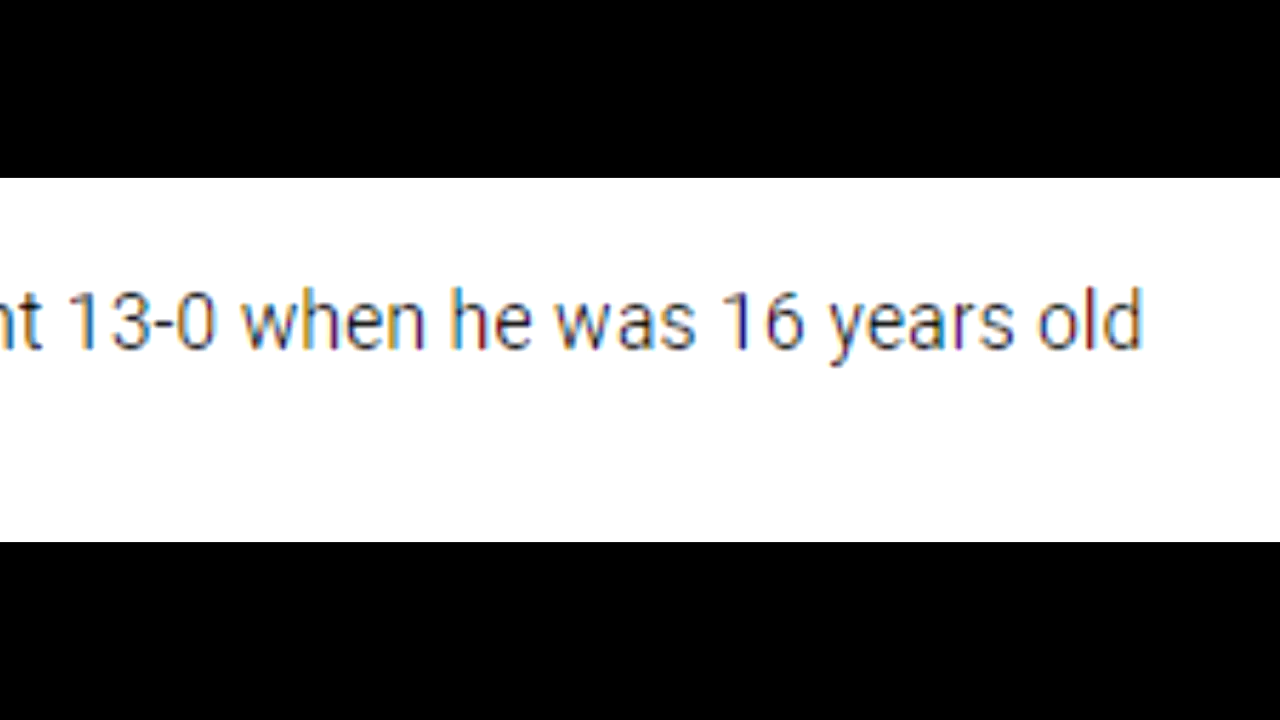 13-0 when he was 16 years old